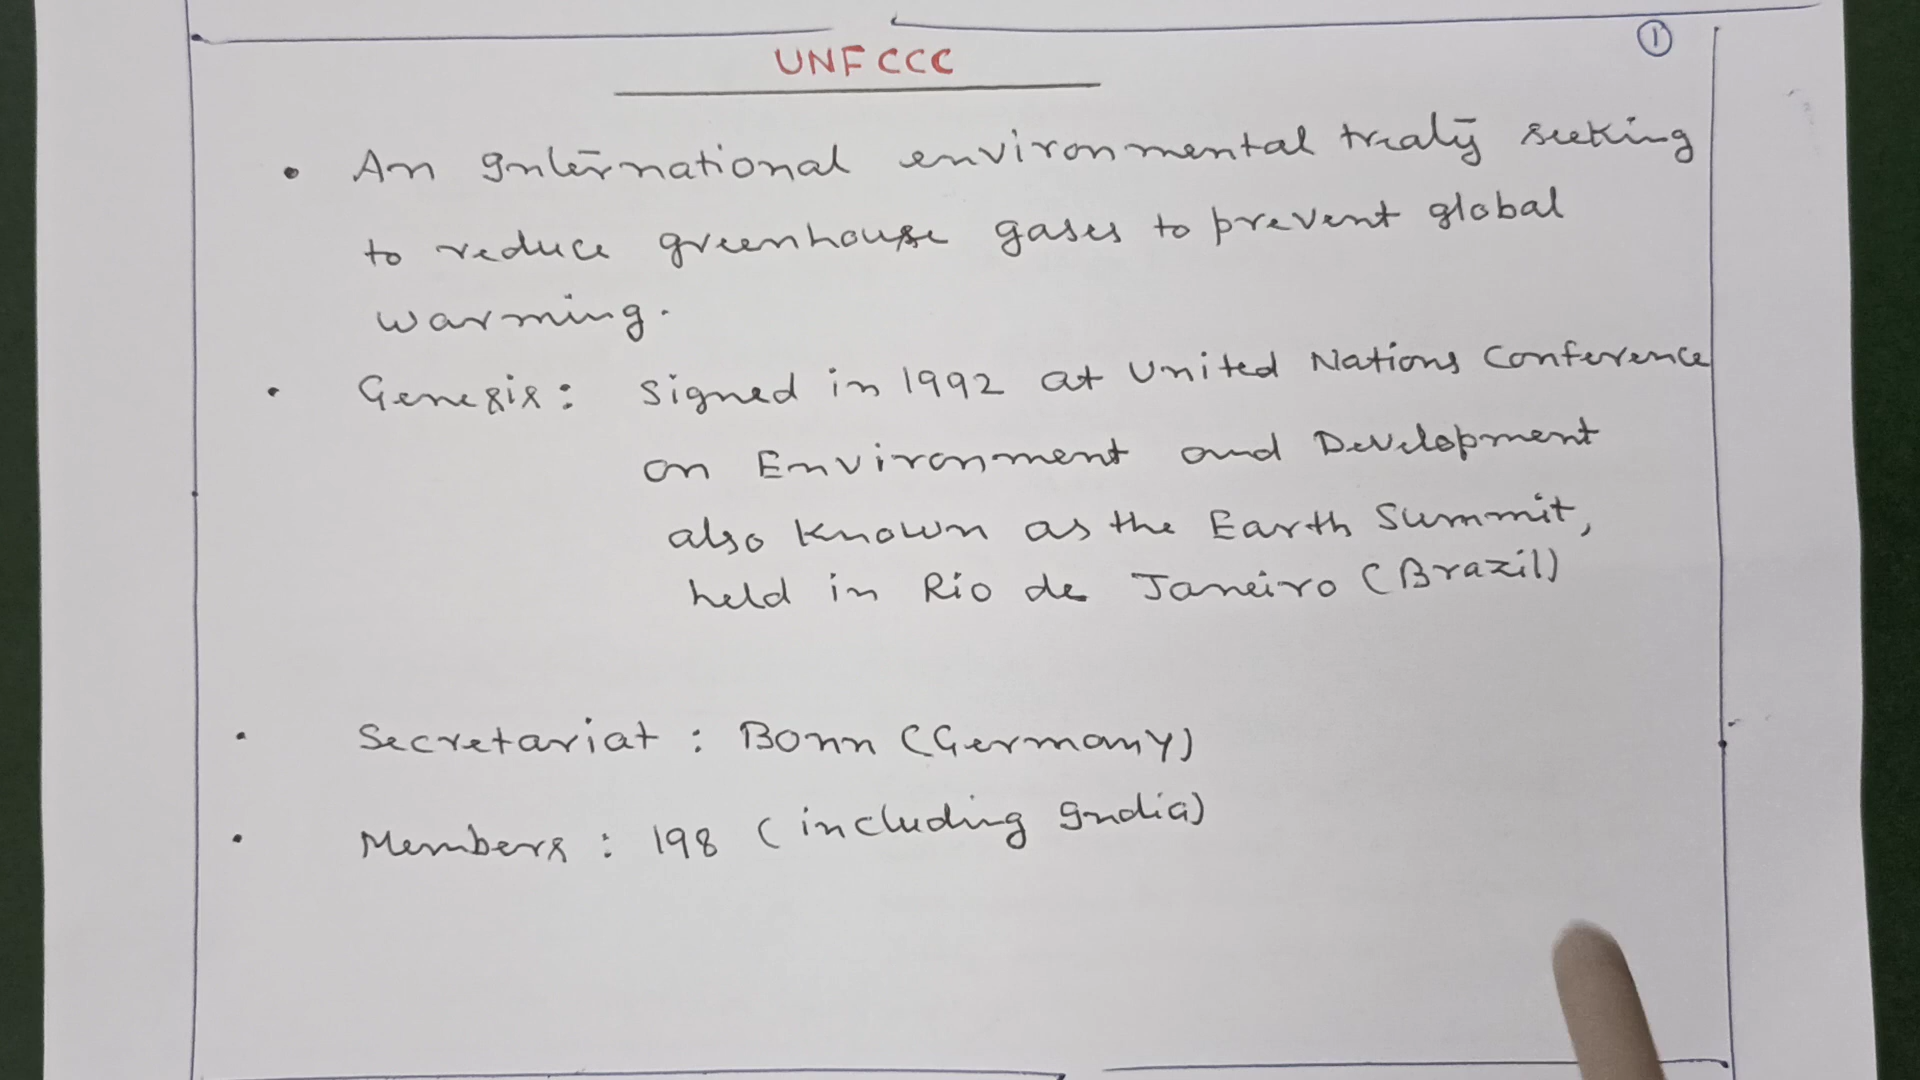 ①
UNFCCC
• An International environmental treaty seeking
to reduce greenhouse gases to prevent global
warming.
• Genesis: signed in 1992 at United Nations Conference
on Environment and Development
also known as the Earth Summit,
held in Rio de Janeiro (Brazil)
• Secretariat : Bonn (Germany)
• Members : 198 (including India)